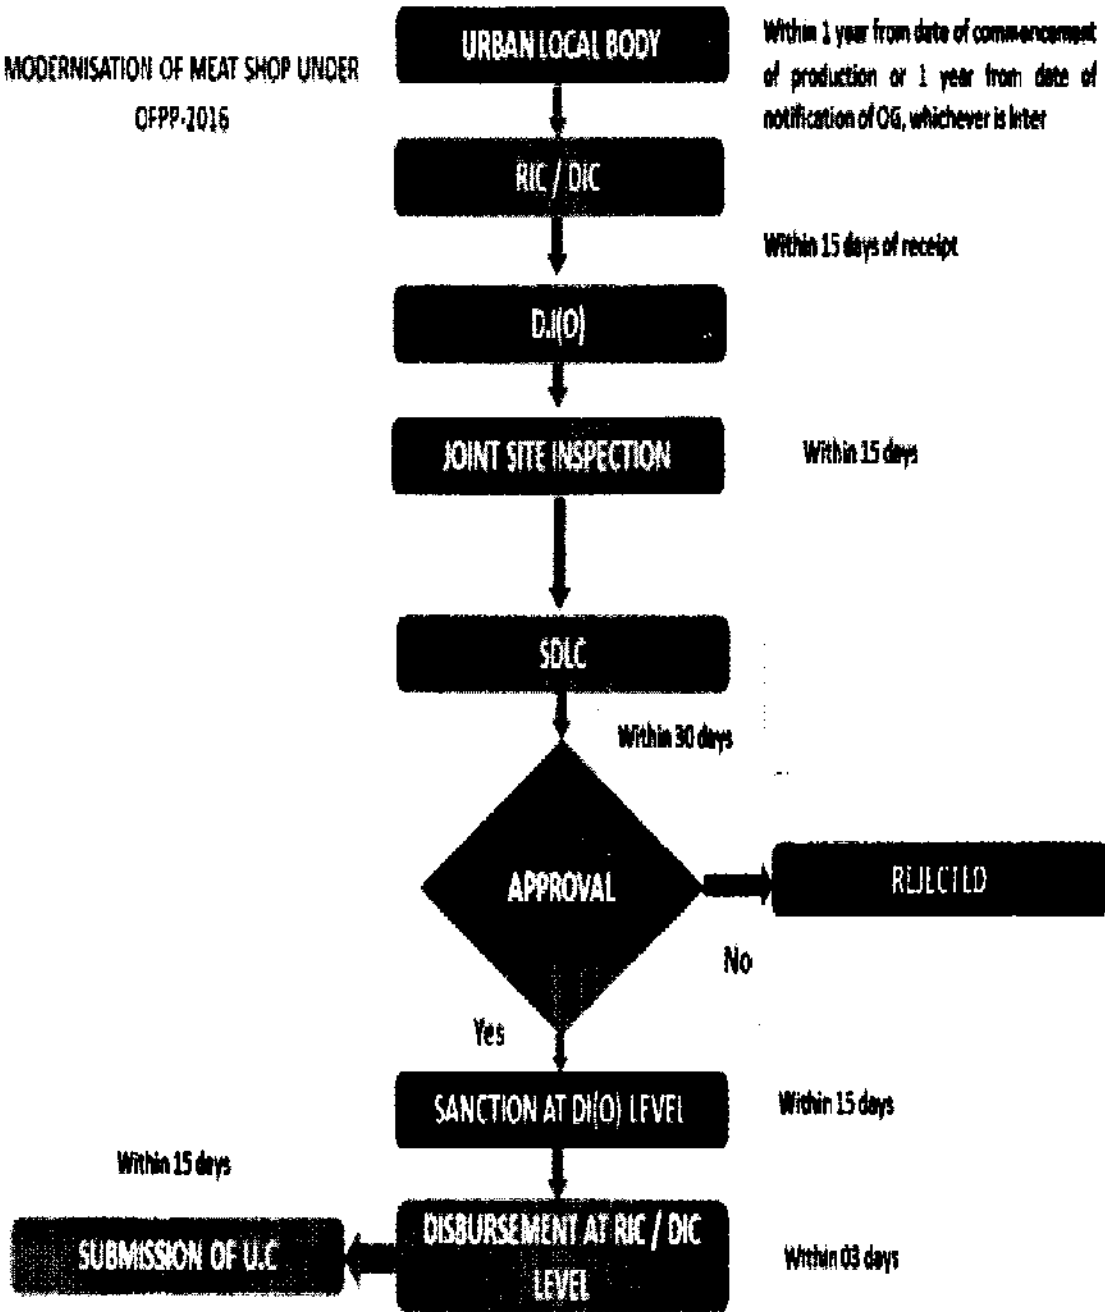 MODERNISATION OF MEAT SHOP UNDER
OFPP-2016
URBAN LOCAL BODY
Within 1 year from date of commencement
of production or 1 year from date of
notification of OG, whichever is later
RIC / DIC
Within 15 days of receipt
D.I(O)
JOINT SITE INSPECTION
Within 15 days
SDLC
Within 30 days
APPROVAL
REJECTED
No
Yes
SANCTION AT DI(O) LEVEL
Within 15 days
Within 15 days
SUBMISSION OF U.C
DISBURSEMENT AT RIC / DIC
LEVEL
Within 03 days